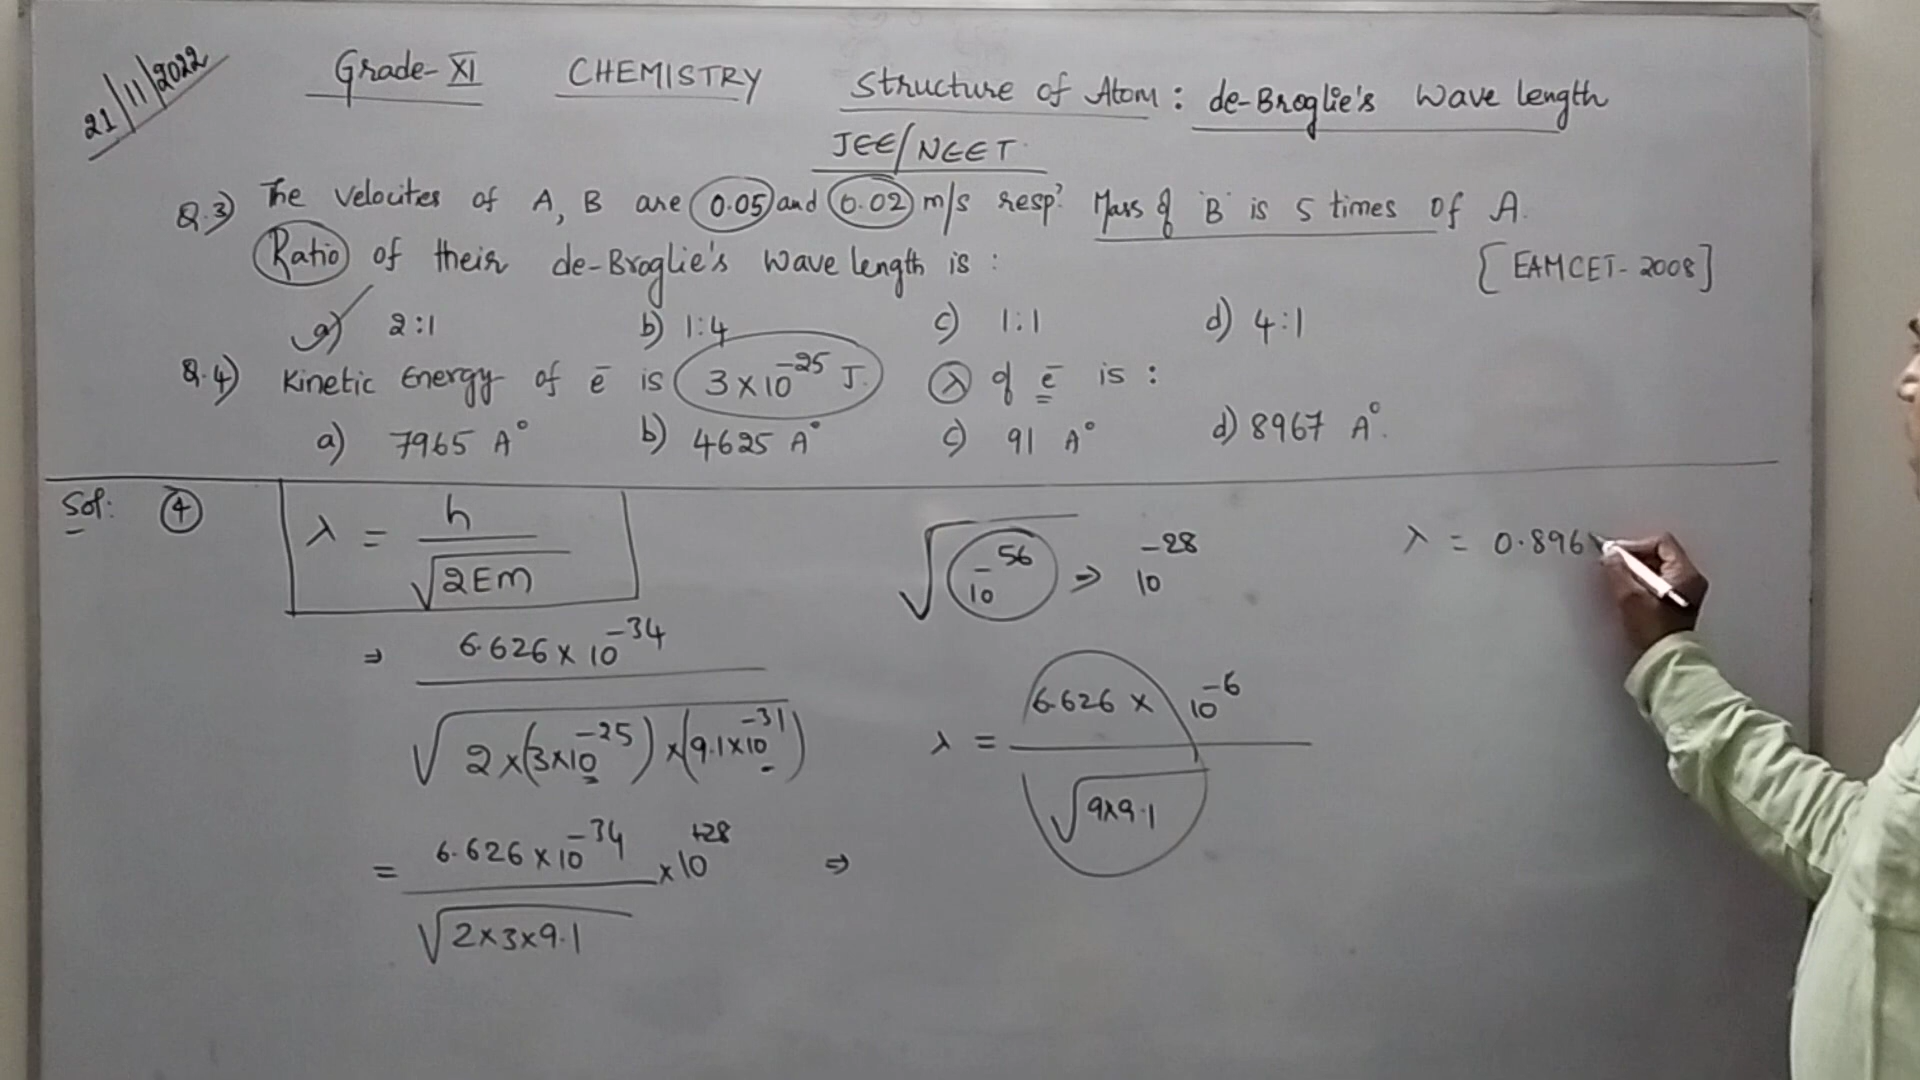 21/11/2022
Grade-XI CHEMISTRY Structure of Atom: de-Broglie's Wave length
JEE/NEET
Q.3) The Velocities of A, B are 0.05 and 0.02 m/s resp. Mass of 'B' is 5 times of A.
Ratio of their de-Broglie's Wave length is :
[EAMCET-2008]
a) 2:1 b) 1:4 c) 1:1 d) 4:1
Q.4) Kinetic Energy of e⁻ is 3×10⁻²⁵ J. λ of e⁻ is :
a) 7965 A° b) 4625 A° c) 91 A° d) 8967 A°.
Sol: ④
λ = h / √2Em
⇒ 6.626×10⁻³⁴ / √2×(3×10⁻²⁵)×(9.1×10⁻³¹)
= 6.626×10⁻³⁴ / √2×3×9.1 ×10⁺²⁸ ⇒
√10⁻⁵⁶ ⇒ 10⁻²⁸
λ = 6.626× 10⁻⁶ / √9×9.1
λ = 0.896